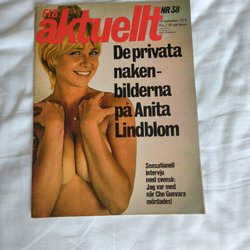 FIB
aktuellt
NR 38
De privata
naken-
bilderna
på Anita
Lindblom
Sensationell
intervju
med svensk:
Jag var med
när Che Guevara
mördades!